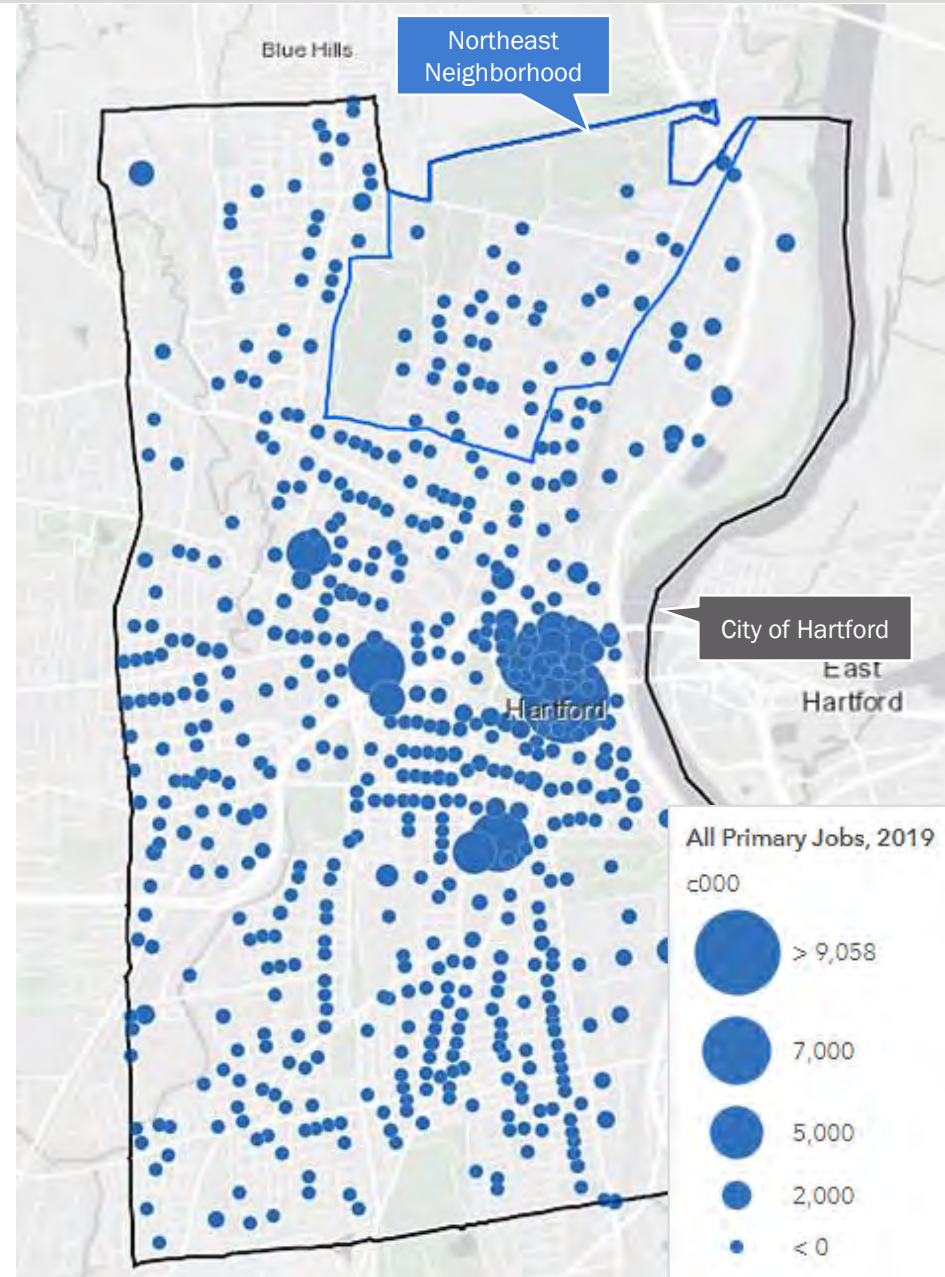 Blue Hills
Northeast
Neighborhood
City of Hartford
East
Hartford
Hartford
All Primary Jobs, 2019
c000
> 9,058
7,000
5,000
2,000
< 0